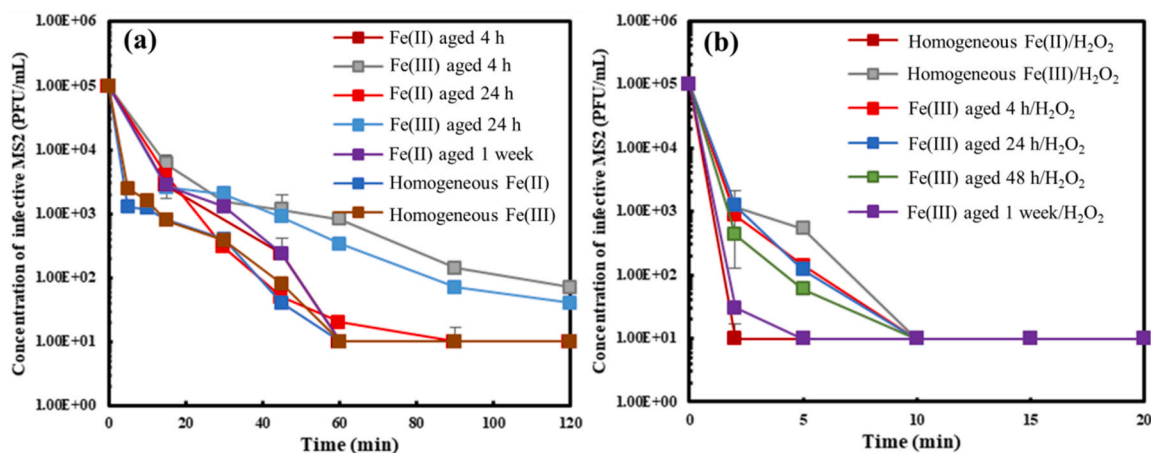 (a)
Concentration of infective MS2 (PFU/mL)
1.00E+06
1.00E+05
1.00E+04
1.00E+03
1.00E+02
1.00E+01
1.00E+00
Fe(II) aged 4 h
Fe(III) aged 4 h
Fe(II) aged 24 h
Fe(III) aged 24 h
Fe(II) aged 1 week
Homogeneous Fe(II)
Homogeneous Fe(III)
0 20 40 60 80 100 120
Time (min)
(b)
Concentration of infective MS2 (PFU/mL)
1.00E+06
1.00E+05
1.00E+04
1.00E+03
1.00E+02
1.00E+01
1.00E+00
Homogeneous Fe(II)/H₂O₂
Homogeneous Fe(III)/H₂O₂
Fe(III) aged 4 h/H₂O₂
Fe(III) aged 24 h/H₂O₂
Fe(III) aged 48 h/H₂O₂
Fe(III) aged 1 week/H₂O₂
0 5 10 15 20
Time (min)